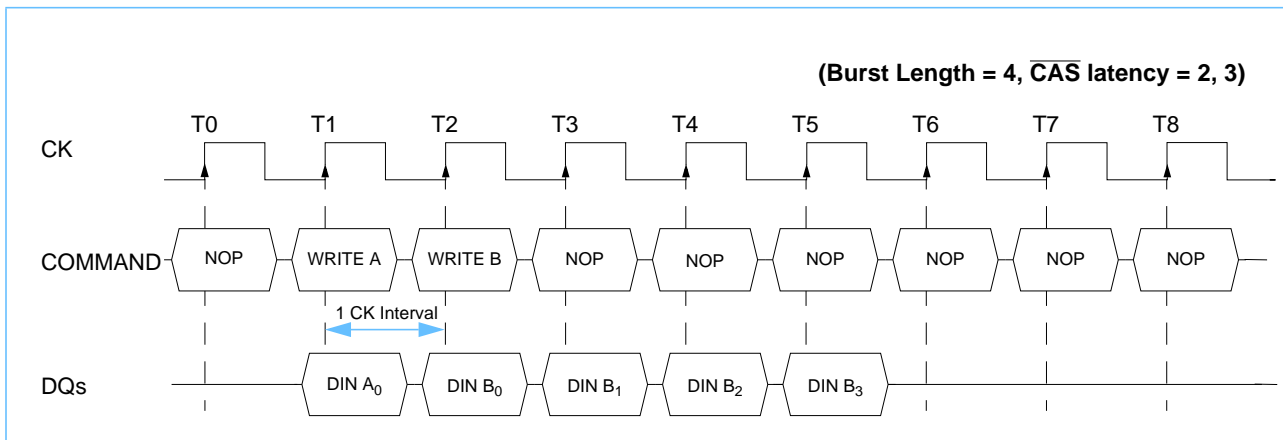 (Burst Length = 4, CAS latency = 2, 3)
T0 T1 T2 T3 T4 T5 T6 T7 T8
CK
COMMAND NOP WRITE A WRITE B NOP NOP NOP NOP NOP NOP
1 CK Interval
DQs DIN A₀ DIN B₀ DIN B₁ DIN B₂ DIN B₃